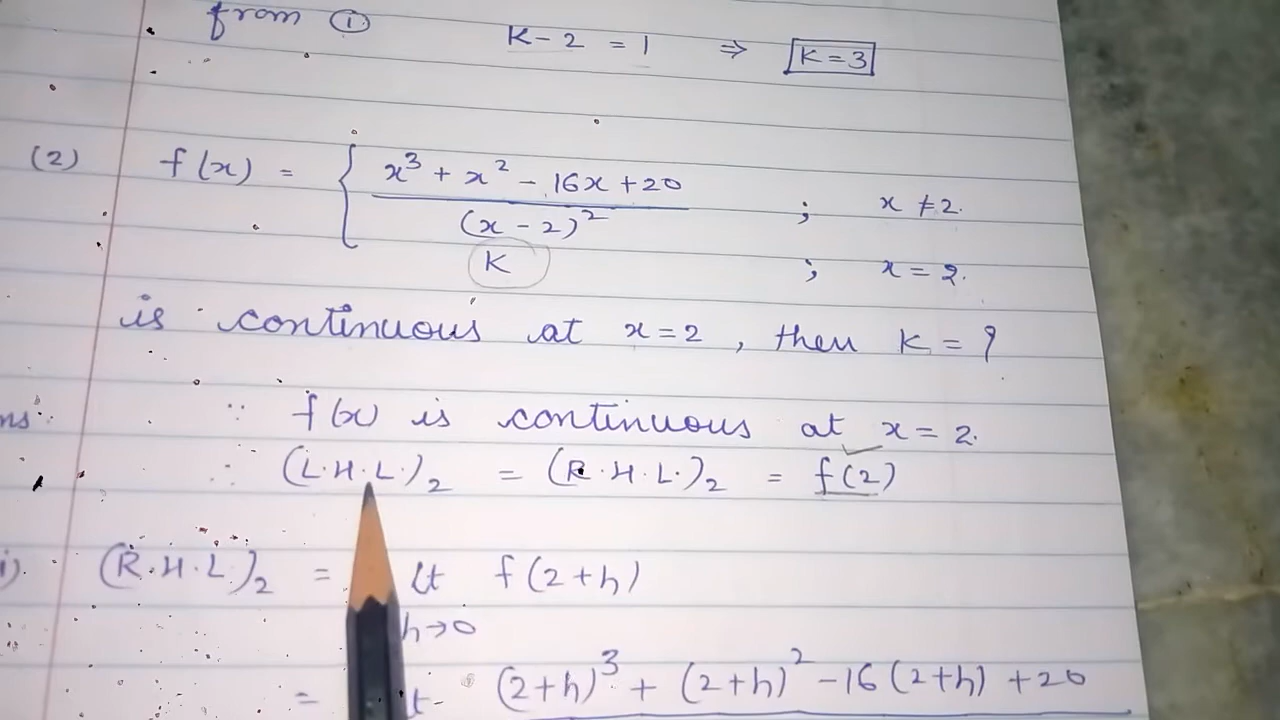 from ①
K-2 = 1 ⇒ K = 3
(2) f(x) = { x³ + x² - 16x + 20 ; x ≠ 2.
(x - 2)²
K ; x = 2.
is continuous at x = 2 , then K = ?
∵ f(x) is continuous at x = 2.
∴ (L.H.L.)₂ = (R.H.L.)₂ = f(2)
(R.H.L)₂ = lt f(2+h)
h→0
= (2+h)³ + (2+h)² - 16(2+h) + 20